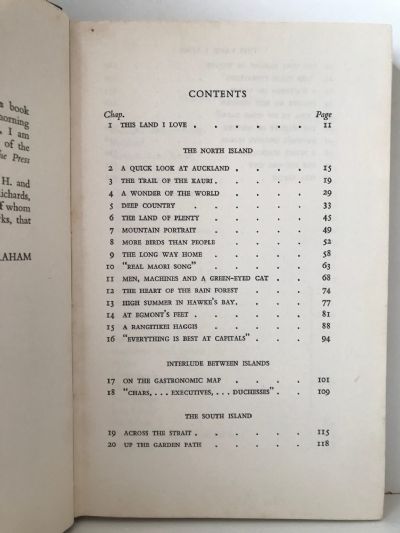 book
morning
I am
of the
The Press
H. and
Richards,
of whom
rks, that
RAHAM
CONTENTS
Chap. Page
1 THIS LAND I LOVE . . . . . . 11
THE NORTH ISLAND
2 A QUICK LOOK AT AUCKLAND . . . . 15
3 THE TRAIL OF THE KAURI . . . . . 19
4 A WONDER OF THE WORLD . . . . . 29
5 DEEP COUNTRY . . . . . . 33
6 THE LAND OF PLENTY . . . . . 45
7 MOUNTAIN PORTRAIT . . . . . 49
8 MORE BIRDS THAN PEOPLE . . . . . 52
9 THE LONG WAY HOME . . . . . 58
10 "REAL MAORI SONG" . . . . . 63
11 MEN, MACHINES AND A GREEN-EYED CAT . . . 68
12 THE HEART OF THE RAIN FOREST . . . . 74
13 HIGH SUMMER IN HAWKE'S BAY . . . . . 77
14 AT EGMONT'S FEET . . . . . 81
15 A RANGITIKEI HAGGIS . . . . . 88
16 "EVERYTHING IS BEST AT CAPITALS" . . . . 94
INTERLUDE BETWEEN ISLANDS
17 ON THE GASTRONOMIC MAP . . . . . 101
18 "CHARS, . . . EXECUTIVES, . . . DUCHESSES" . . . 109
THE SOUTH ISLAND
19 ACROSS THE STRAIT . . . . . . 115
20 UP THE GARDEN PATH . . . . . 118